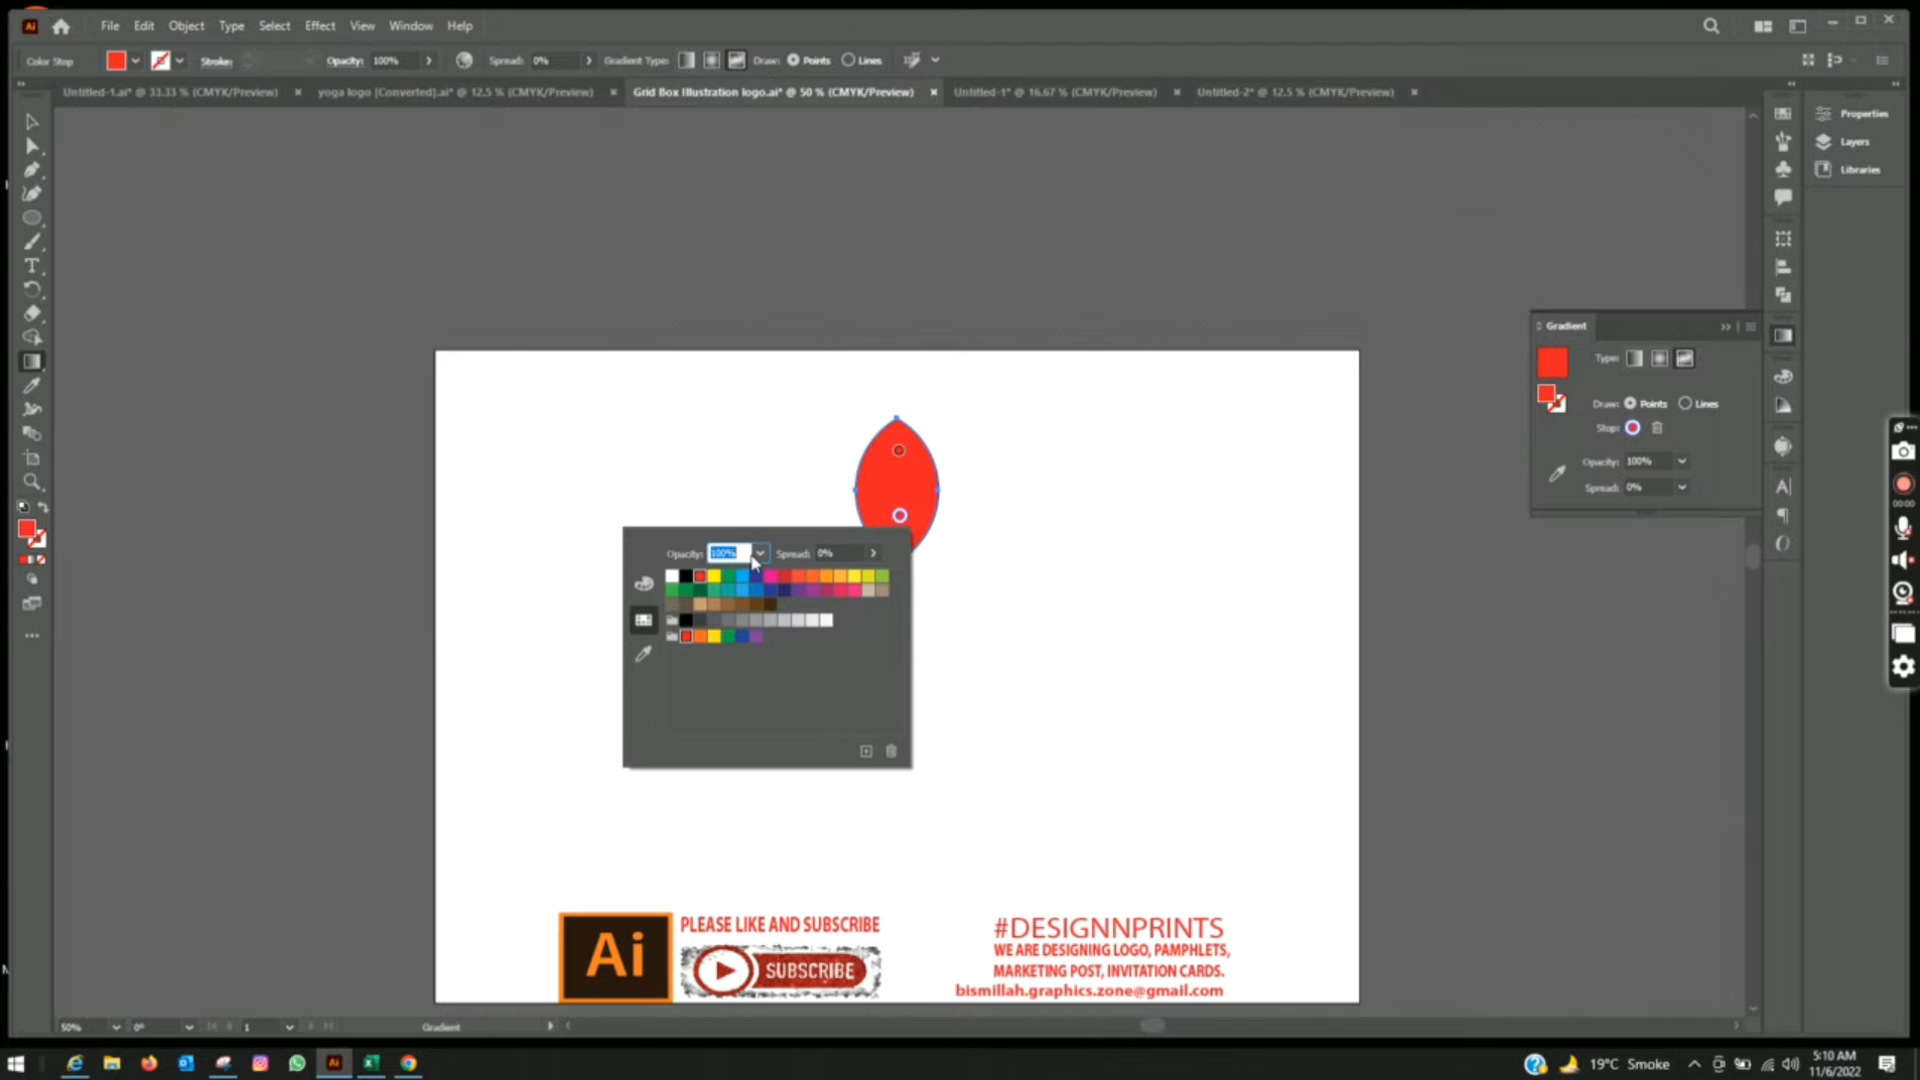 Ai File Edit Object Type Select Effect View Window Help
Color Stop Stroke: Opacity: 100% Spread: 0% Gradient Type: Draw: Points Lines
Untitled-1.ai* @ 33.33 % (CMYK/Preview) × yoga logo [Converted].ai* @ 12.5 % (CMYK/Preview) × Grid Box Illustration logo.ai* @ 50 % (CMYK/Preview) × Untitled-1* @ 16.67 % (CMYK/Preview) × Untitled-2* @ 12.5 % (CMYK/Preview) ×
Properties
Layers
Libraries
Gradient
Type:
Draw: Points Lines
Stop:
Opacity: 100%
Spread: 0%
00:00
Opacity: 100% Spread: 0%
Ai
PLEASE LIKE AND SUBSCRIBE
SUBSCRIBE
#DESIGNNPRINTS
WE ARE DESIGNING LOGO, PAMPHLETS,
MARKETING POST, INVITATION CARDS.
bismillah.graphics.zone@gmail.com
50% 0° 1 Gradient
19°C Smoke
5:10 AM
11/6/2022